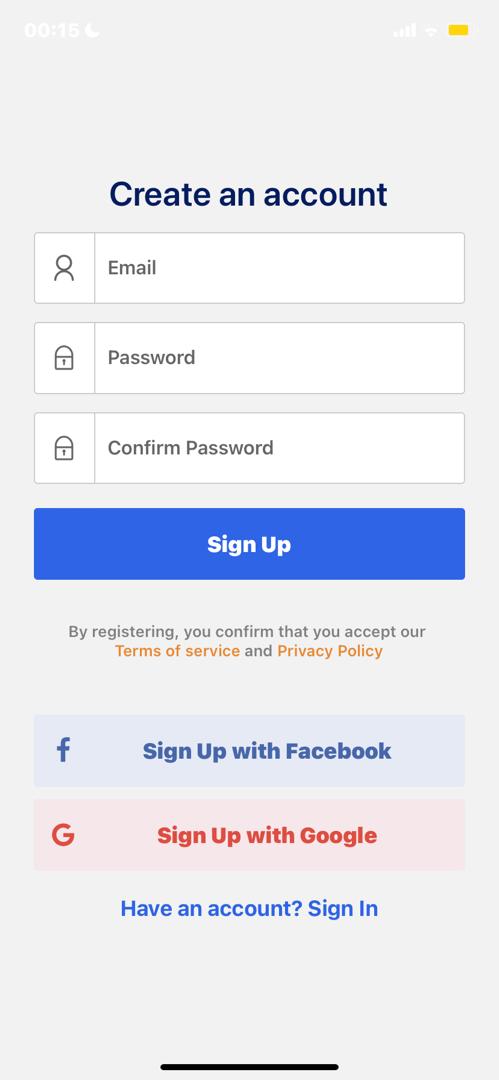 00:15
Create an account
Email
Password
Confirm Password
Sign Up
By registering, you confirm that you accept our
Terms of service and Privacy Policy
Sign Up with Facebook
Sign Up with Google
Have an account? Sign In